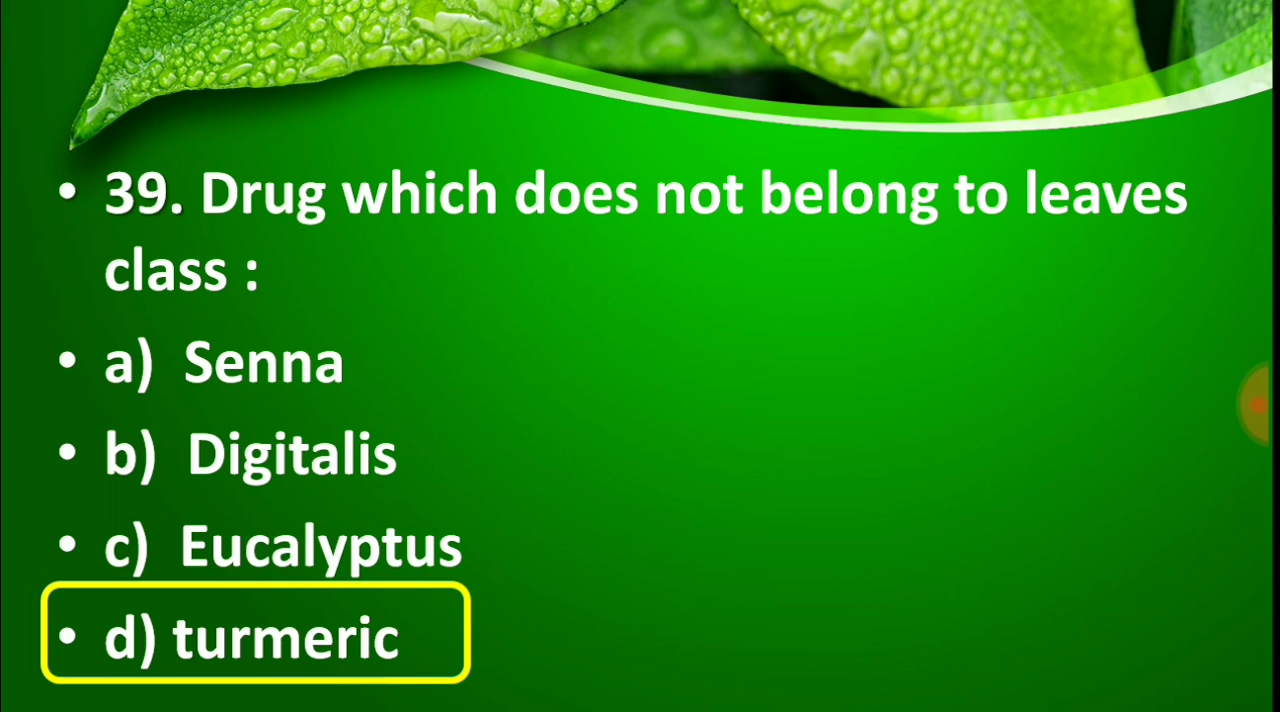 • 39. Drug which does not belong to leaves
class :
• a) Senna
• b) Digitalis
• c) Eucalyptus
• d) turmeric